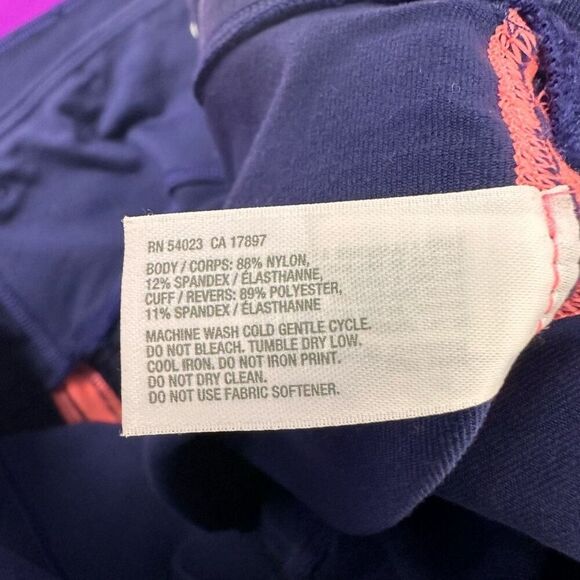 RN 54023 CA 17897
BODY / CORPS: 88% NYLON,
12% SPANDEX / ÉLASTHANNE,
CUFF / REVERS: 89% POLYESTER,
11% SPANDEX / ÉLASTHANNE
MACHINE WASH COLD GENTLE CYCLE.
DO NOT BLEACH. TUMBLE DRY LOW.
COOL IRON. DO NOT IRON PRINT.
DO NOT DRY CLEAN.
DO NOT USE FABRIC SOFTENER.